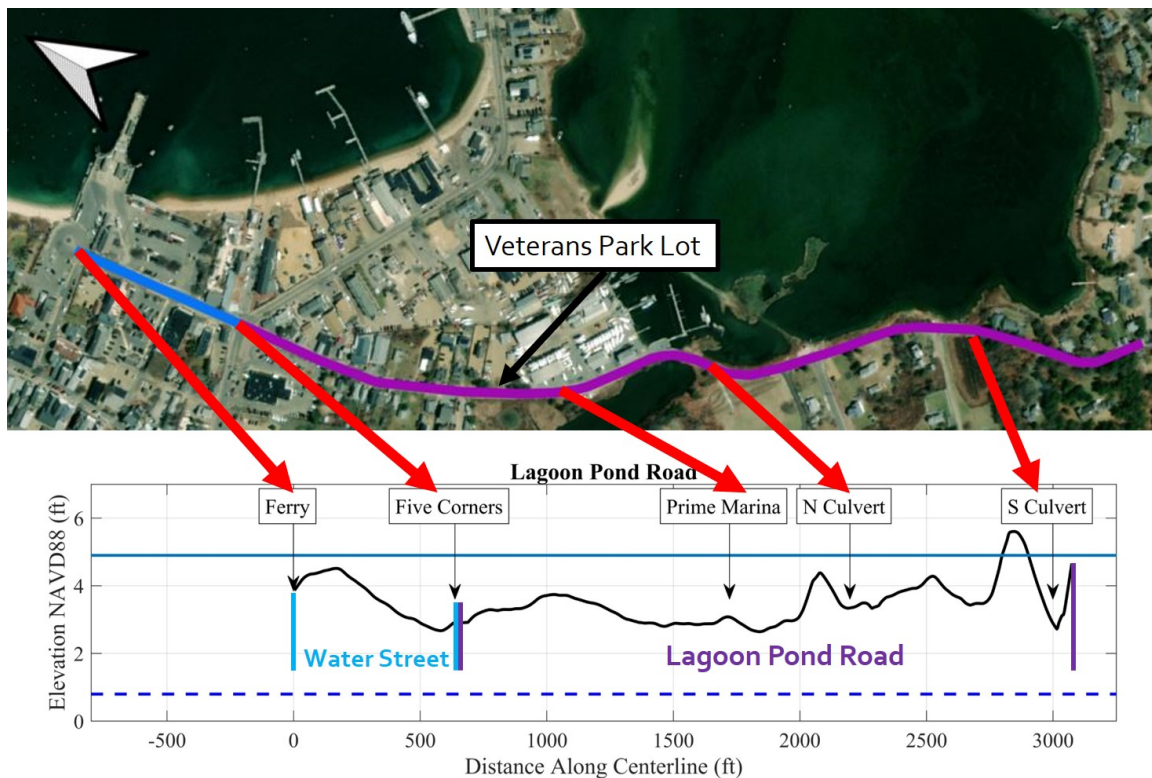 Veterans Park Lot
Lagoon Pond Road
Ferry
Five Corners
Prime Marina
N Culvert
S Culvert
Elevation NAVD88 (ft)
6
4
2
0
Water Street
Lagoon Pond Road
-500
0
500
1000
1500
2000
2500
3000
Distance Along Centerline (ft)